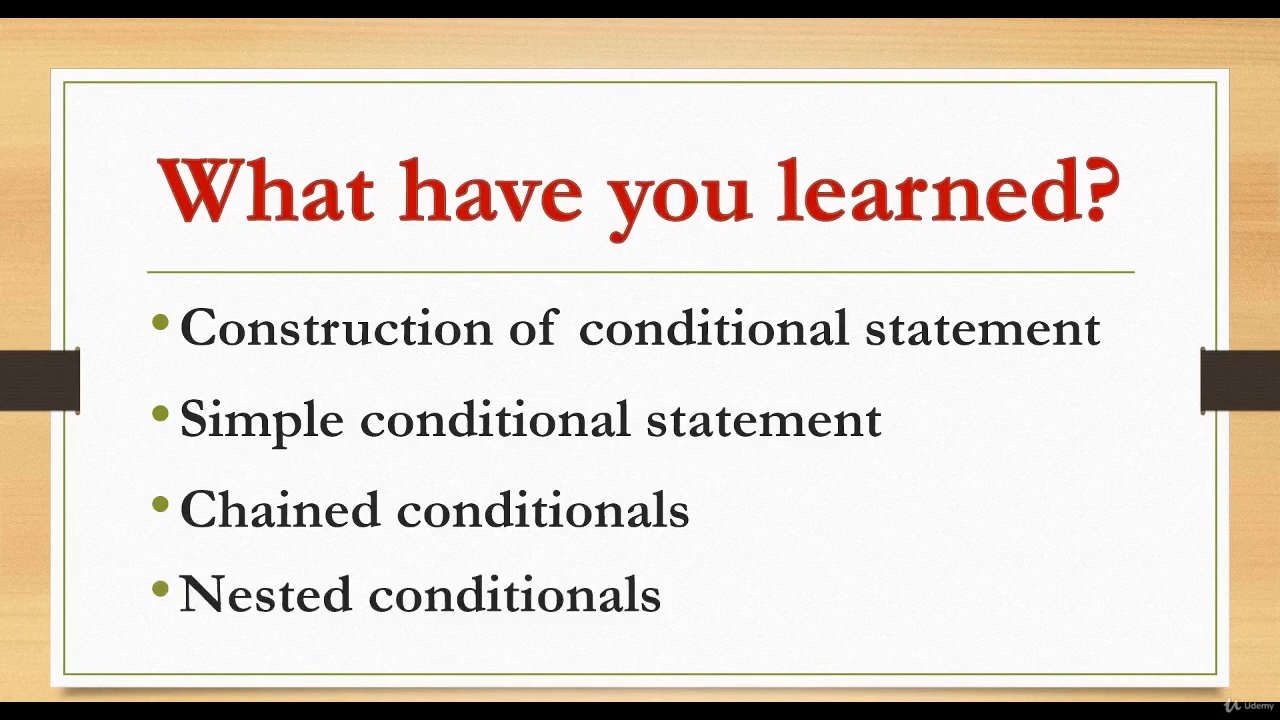 What have you learned?
• Construction of conditional statement
• Simple conditional statement
• Chained conditionals
• Nested conditionals
Udemy